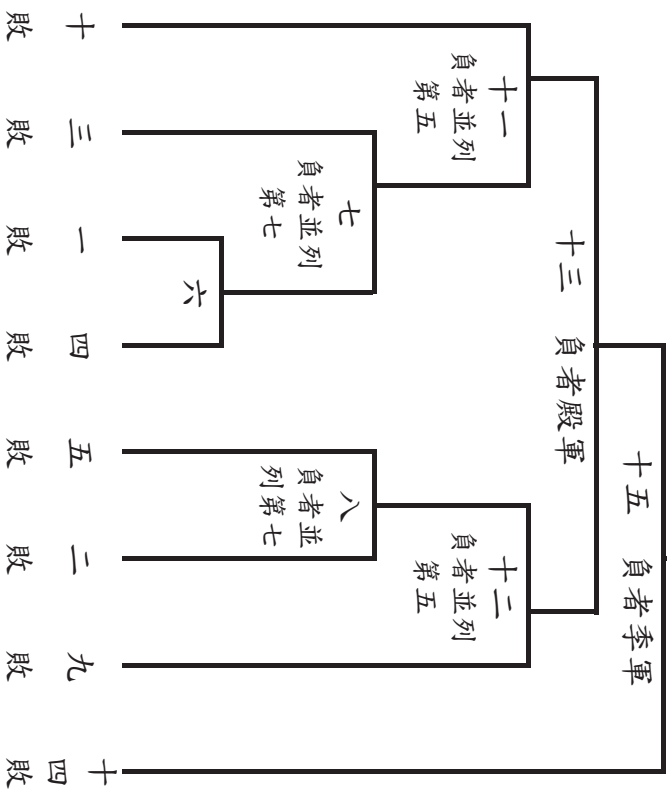 十五 負者季軍
十三 負者殿軍
十一
負者並列
第五
十二
負者並列
第五
七
負者並列
第七
八
負者並
列第七
六
十敗
三敗
一敗
四敗
五敗
二敗
九敗
十四敗